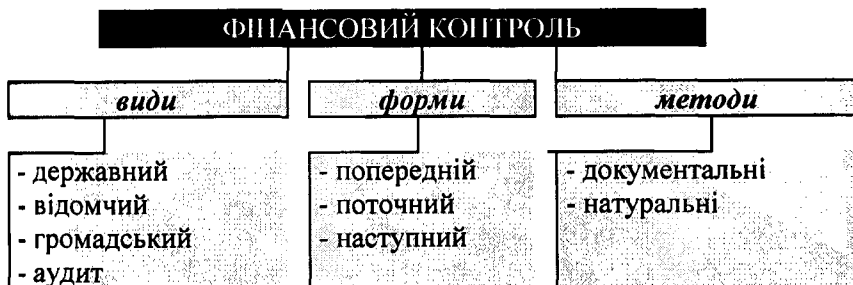 ФІНАНСОВИЙ КОНТРОЛЬ
види
- державний
- відомчий
- громадський
- аудит
форми
- попередній
- поточний
- наступний
методи
- документальні
- натуральні